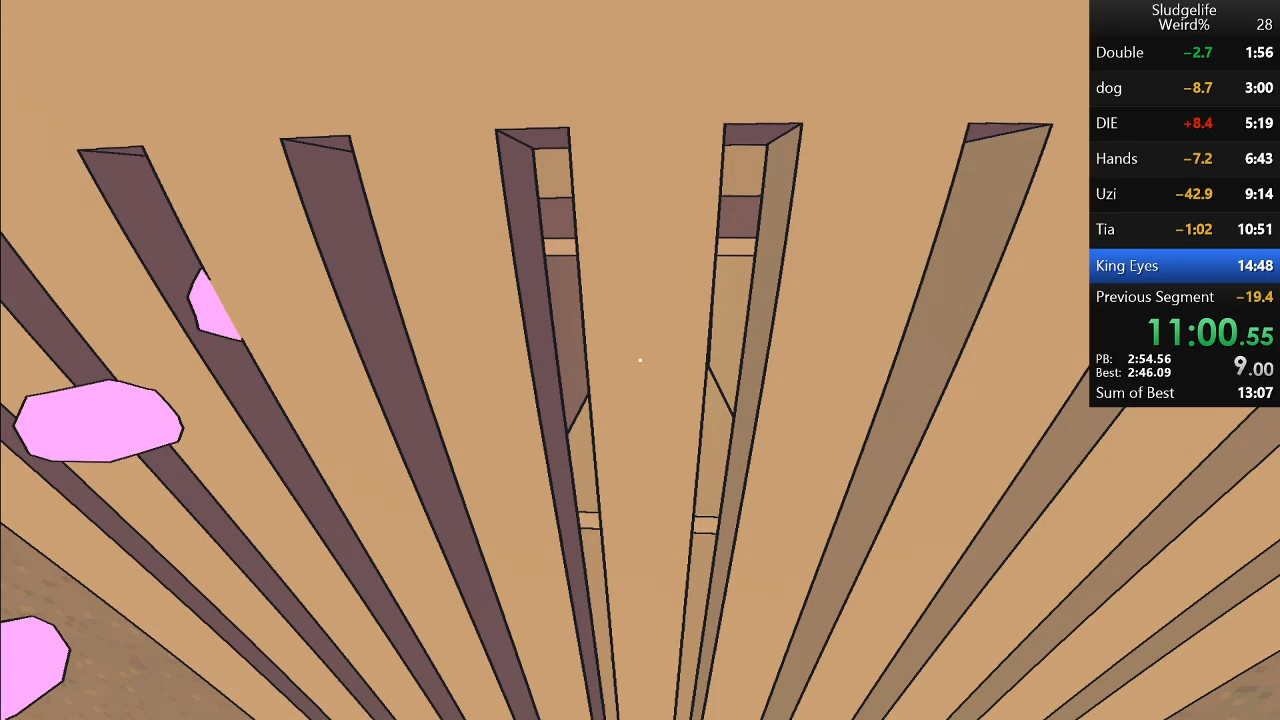 Sludgelife
Weird% 28
Double −2.7 1:56
dog −8.7 3:00
DIE +8.4 5:19
Hands −7.2 6:43
Uzi −42.9 9:14
Tia −1:02 10:51
King Eyes 14:48
Previous Segment −19.4
11:00.55
PB: 2:54.56
Best: 2:46.09 9.00
Sum of Best 13:07